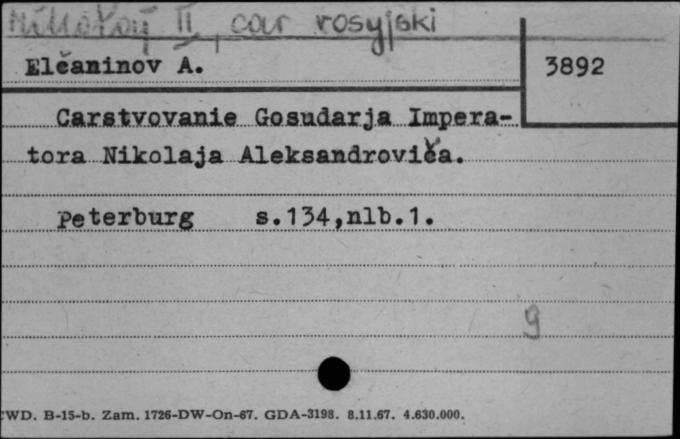 Mikołaj II, car rosyjski
Elčaninov A.
3892
Carstvovanie Gosudarja Impera-
tora Nikolaja Aleksandroviča.
Peterburg s.134,nlb.1.
9
CWD. B-15-b. Zam. 1726-DW-On-67. GDA-3198. 8.11.67. 4.630.000.